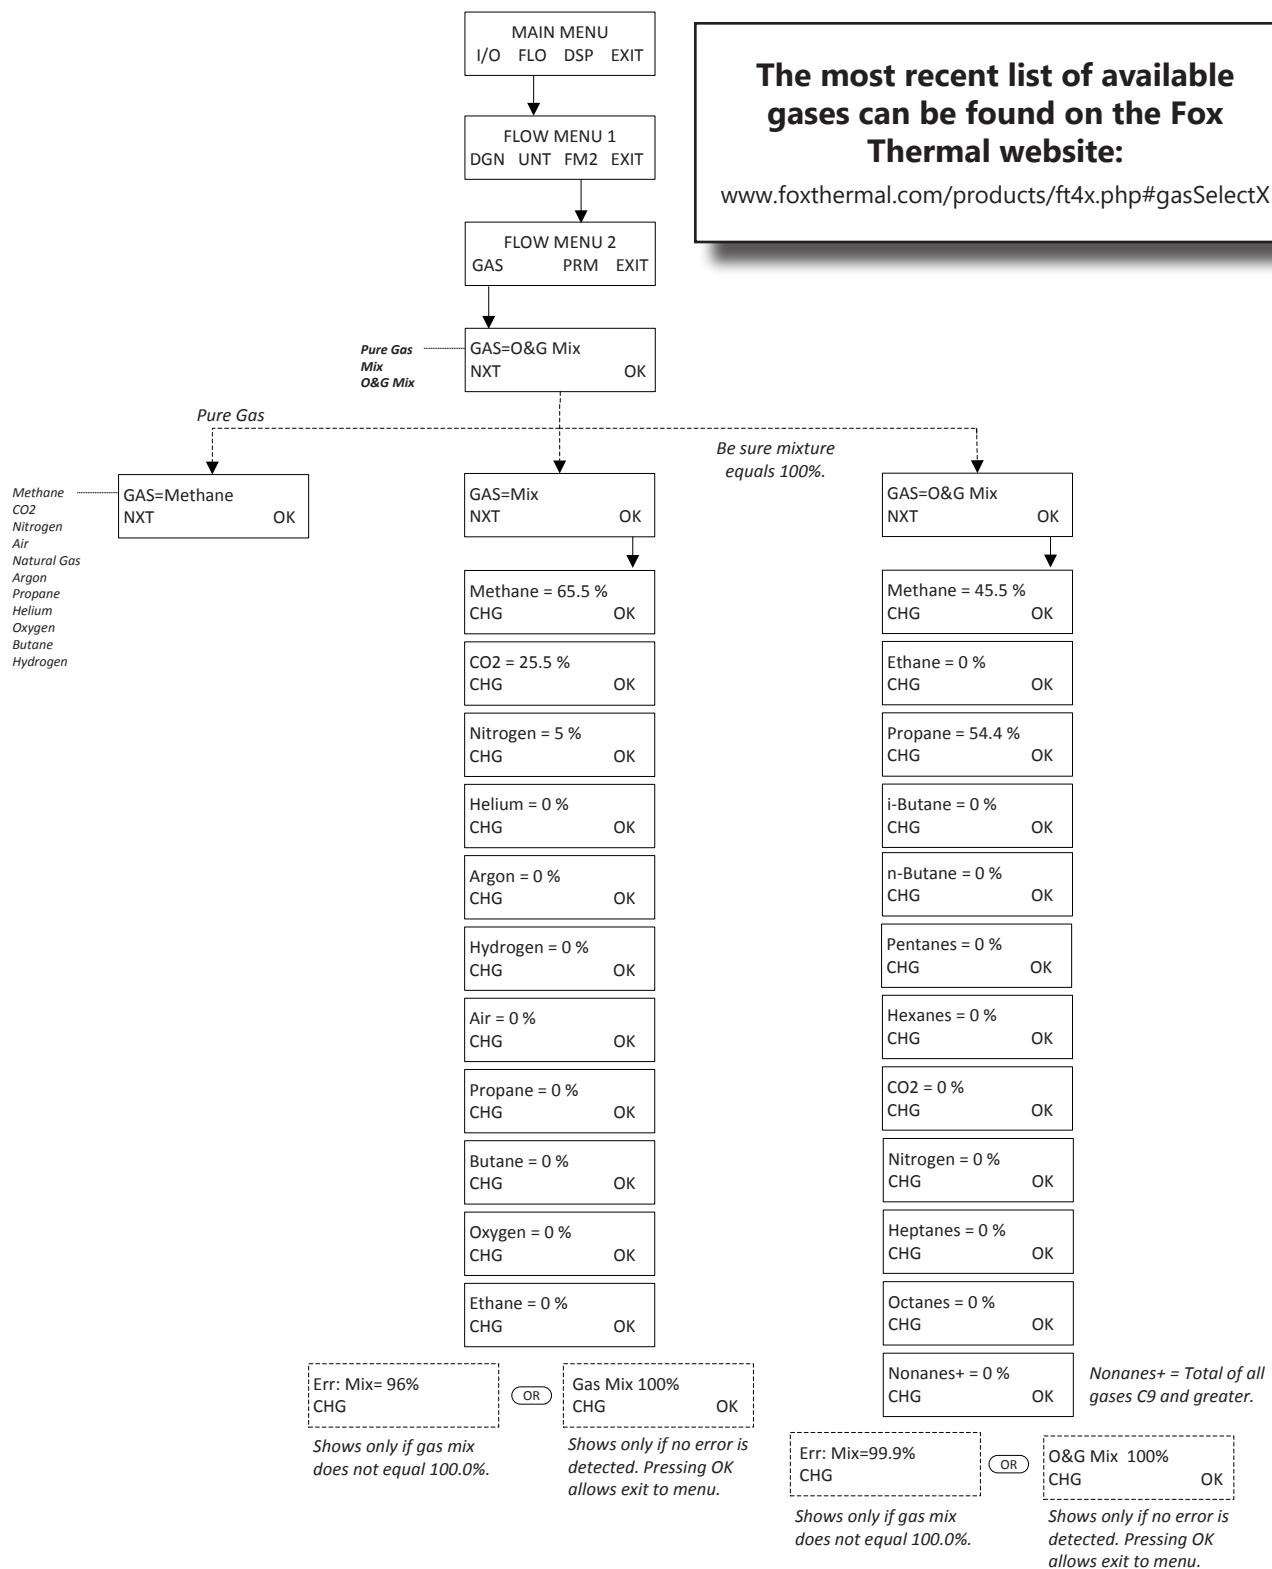 MAIN MENU
I/O FLO DSP EXIT
The most recent list of available
gases can be found on the Fox
Thermal website:
www.foxthermal.com/products/ft4x.php#gasSelectX
FLOW MENU 1
DGN UNT FM2 EXIT
FLOW MENU 2
GAS PRM EXIT
Pure Gas
Mix
O&G Mix
GAS=O&G Mix
NXT OK
Pure Gas
Be sure mixture
equals 100%.
Methane
CO2
Nitrogen
Air
Natural Gas
Argon
Propane
Helium
Oxygen
Butane
Hydrogen
GAS=Methane
NXT OK
GAS=Mix
NXT OK
Methane = 65.5 %
CHG OK
CO2 = 25.5 %
CHG OK
Nitrogen = 5 %
CHG OK
Helium = 0 %
CHG OK
Argon = 0 %
CHG OK
Hydrogen = 0 %
CHG OK
Air = 0 %
CHG OK
Propane = 0 %
CHG OK
Butane = 0 %
CHG OK
Oxygen = 0 %
CHG OK
Ethane = 0 %
CHG OK
Err: Mix= 96%
CHG
Shows only if gas mix
does not equal 100.0%.
OR
Gas Mix 100%
CHG OK
Shows only if no error is
detected. Pressing OK
allows exit to menu.
GAS=O&G Mix
NXT OK
Methane = 45.5 %
CHG OK
Ethane = 0 %
CHG OK
Propane = 54.4 %
CHG OK
i-Butane = 0 %
CHG OK
n-Butane = 0 %
CHG OK
Pentanes = 0 %
CHG OK
Hexanes = 0 %
CHG OK
CO2 = 0 %
CHG OK
Nitrogen = 0 %
CHG OK
Heptanes = 0 %
CHG OK
Octanes = 0 %
CHG OK
Nonanes+ = 0 %
CHG OK
Nonanes+ = Total of all
gases C9 and greater.
Err: Mix=99.9%
CHG
Shows only if gas mix
does not equal 100.0%.
OR
O&G Mix 100%
CHG OK
Shows only if no error is
detected. Pressing OK
allows exit to menu.